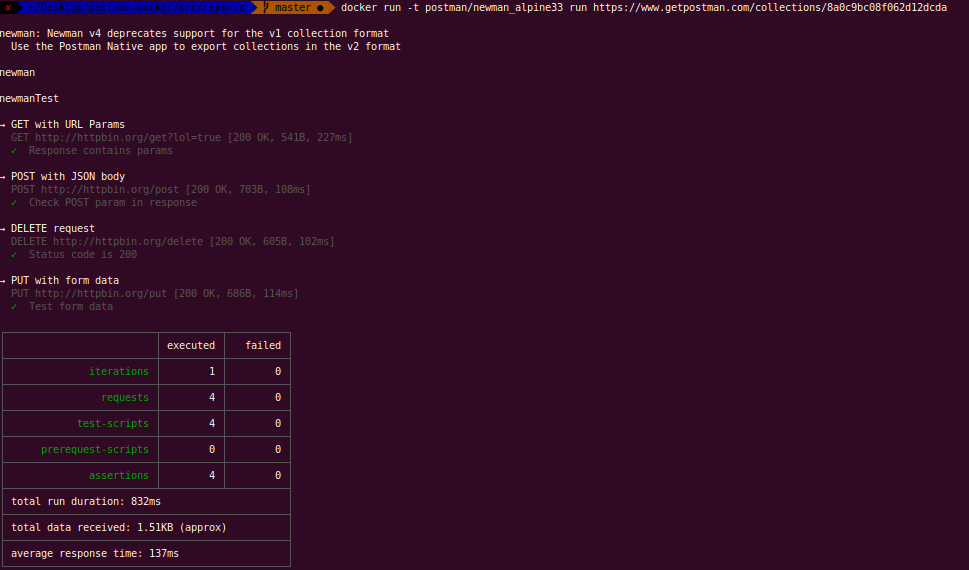 ✘ ~/Desktop/postman-docker/src/reports master ● docker run -t postman/newman_alpine33 run https://www.getpostman.com/collections/8a0c9bc08f062d12dcda
newman: Newman v4 deprecates support for the v1 collection format
Use the Postman Native app to export collections in the v2 format
newman
newmanTest
→ GET with URL Params
GET http://httpbin.org/get?lol=true [200 OK, 541B, 227ms]
✓ Response contains params
→ POST with JSON body
POST http://httpbin.org/post [200 OK, 703B, 108ms]
✓ Check POST param in response
→ DELETE request
DELETE http://httpbin.org/delete [200 OK, 605B, 102ms]
✓ Status code is 200
→ PUT with form data
PUT http://httpbin.org/put [200 OK, 686B, 114ms]
✓ Test form data
executed failed
iterations 1 0
requests 4 0
test-scripts 4 0
prerequest-scripts 0 0
assertions 4 0
total run duration: 832ms
total data received: 1.51KB (approx)
average response time: 137ms